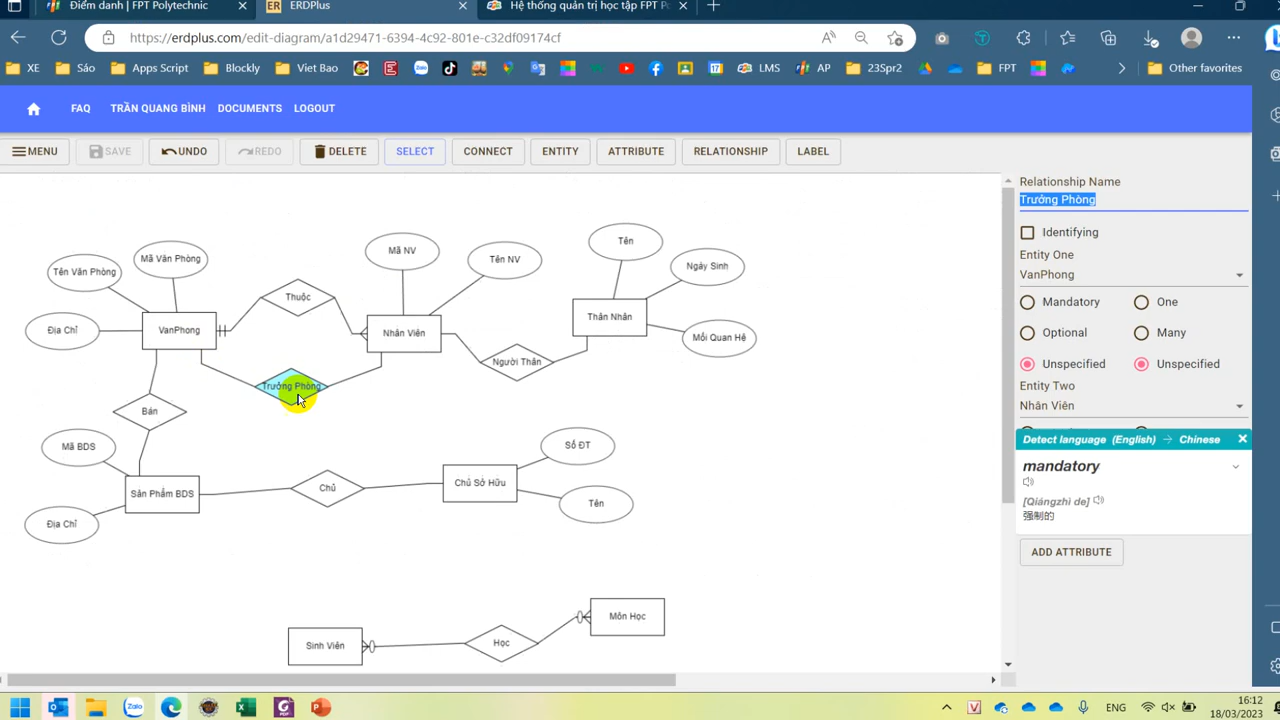 Điểm danh | FPT Polytechnic
ERDPlus
Hệ thống quản trị học tập FPT Po
https://erdplus.com/edit-diagram/a1d29471-6394-4c92-801e-c32df09174cf
XE
Sáo
Apps Script
Blockly
Viet Bao
LMS
AP
23Spr2
FPT
Other favorites
FAQ
TRẦN QUANG BÌNH
DOCUMENTS
LOGOUT
MENU
SAVE
UNDO
REDO
DELETE
SELECT
CONNECT
ENTITY
ATTRIBUTE
RELATIONSHIP
LABEL
Relationship Name
Trưởng Phòng
Identifying
Entity One
VanPhong
Mandatory
One
Optional
Many
Unspecified
Unspecified
Entity Two
Nhân Viên
Detect language (English) → Chinese
mandatory
[Qiángzhì de]
强制的
ADD ATTRIBUTE
Tên Văn Phòng
Mã Văn Phòng
Địa Chỉ
VanPhong
Thuộc
Mã NV
Tên NV
Nhân Viên
Trưởng Phòng
Người Thân
Tên
Ngày Sinh
Thân Nhân
Mối Quan Hệ
Bán
Mã BDS
Sản Phẩm BDS
Địa Chỉ
Chủ
Chủ Sở Hữu
Số ĐT
Tên
Sinh Viên
Học
Môn Học
ENG
16:12
18/03/2023